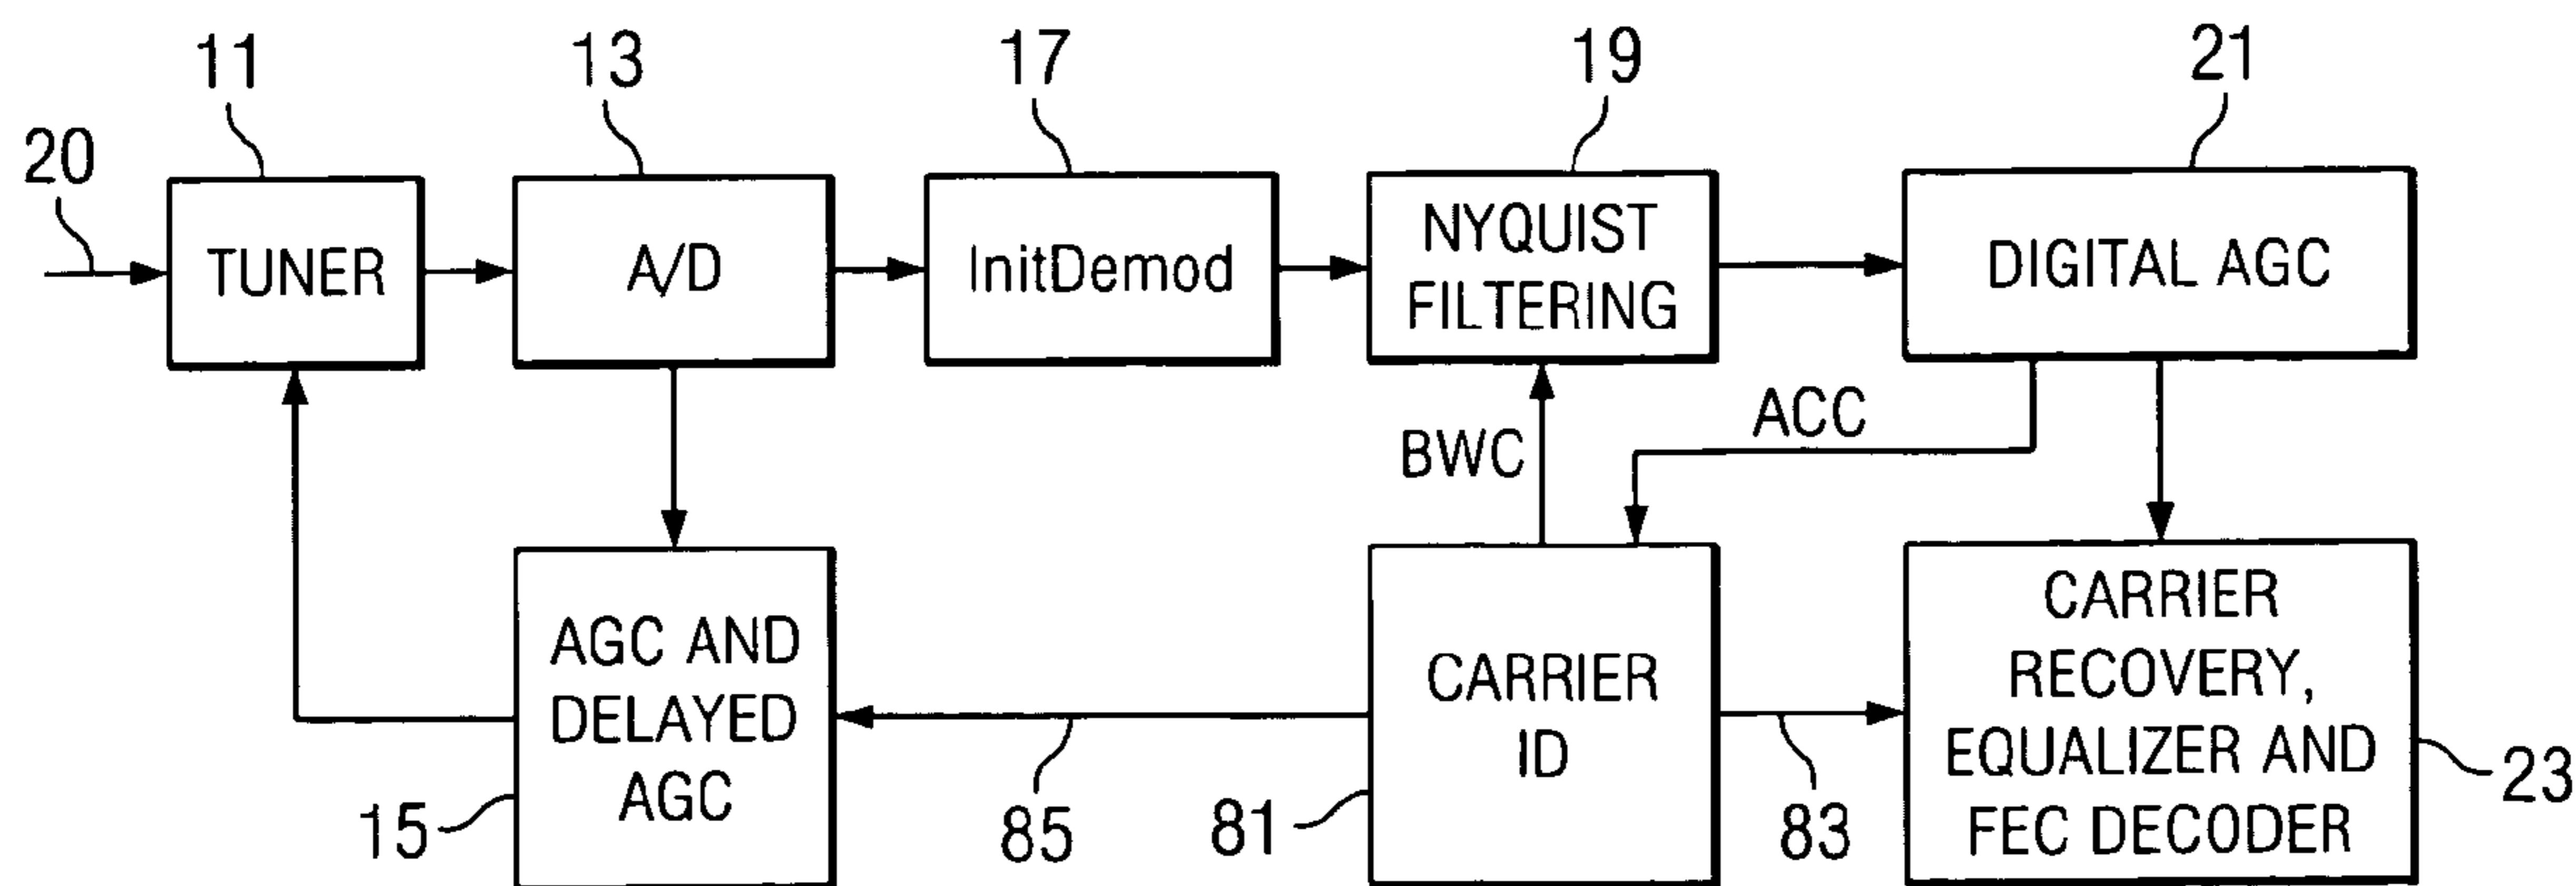 11
13
17
19
21
20
TUNER
A/D
InitDemod
NYQUIST
FILTERING
DIGITAL AGC
BWC
ACC
AGC AND
DELAYED
AGC
CARRIER
ID
CARRIER
RECOVERY,
EQUALIZER AND
FEC DECODER
15
85
81
83
23